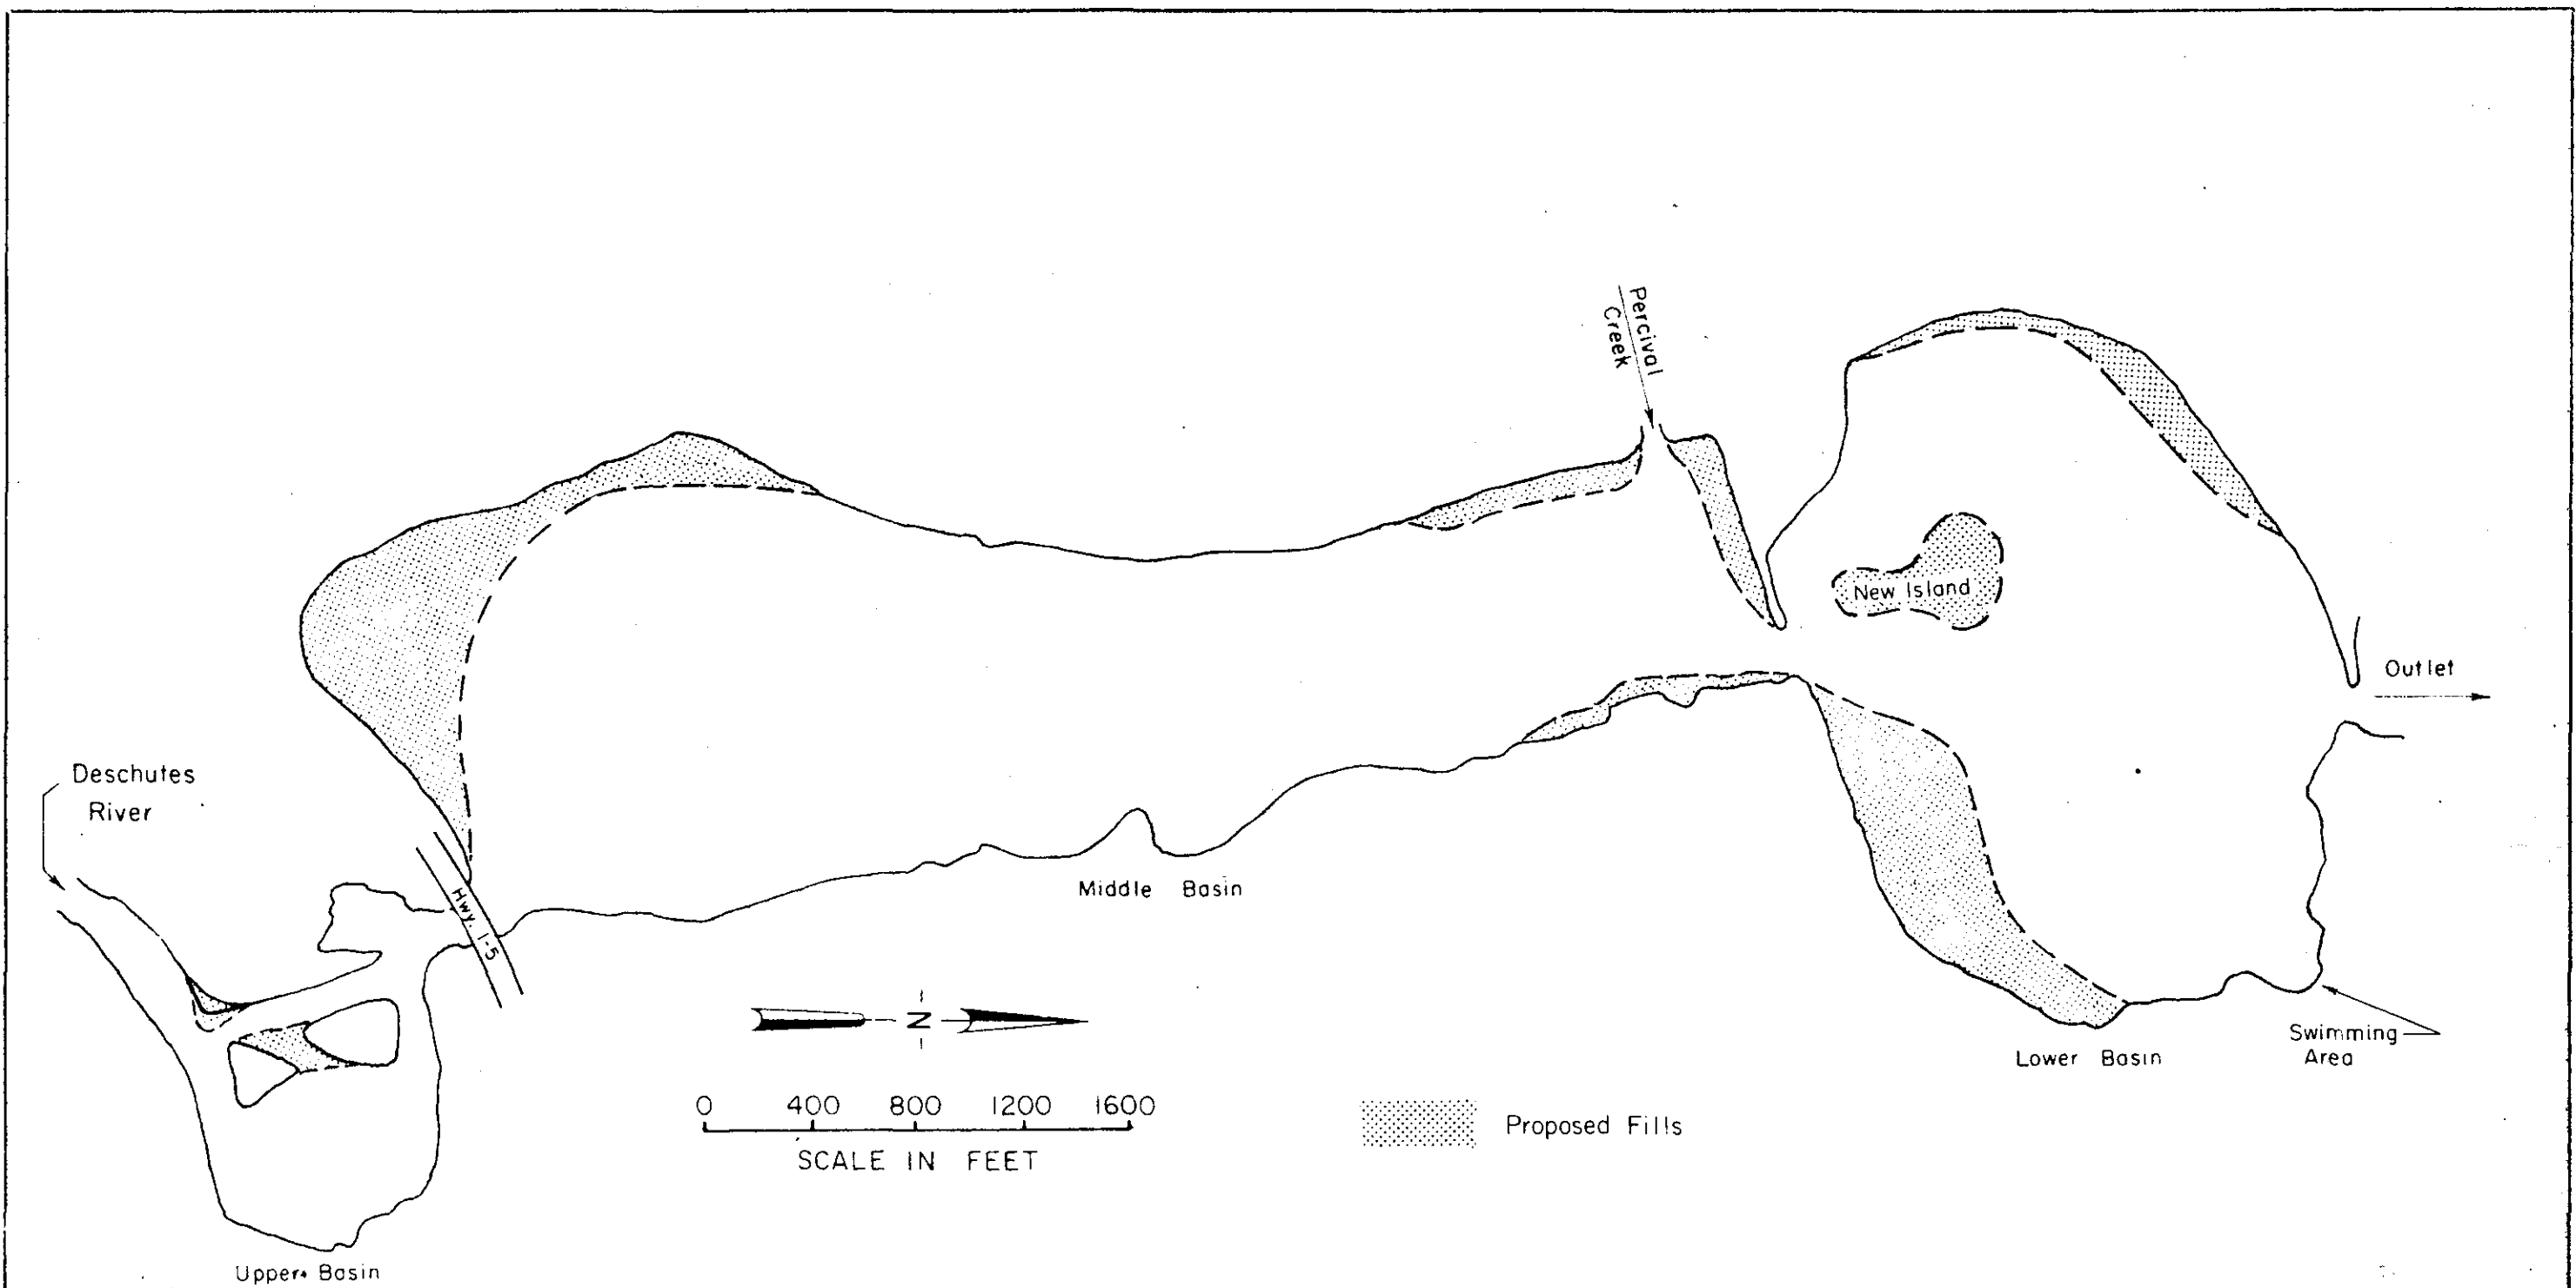 Percival
Creek
New Island
Outlet
Deschutes
River
Hwy. I-5
Middle Basin
N
Swimming
Area
Lower Basin
0 400 800 1200 1600
SCALE IN FEET
Proposed Fills
Upper Basin